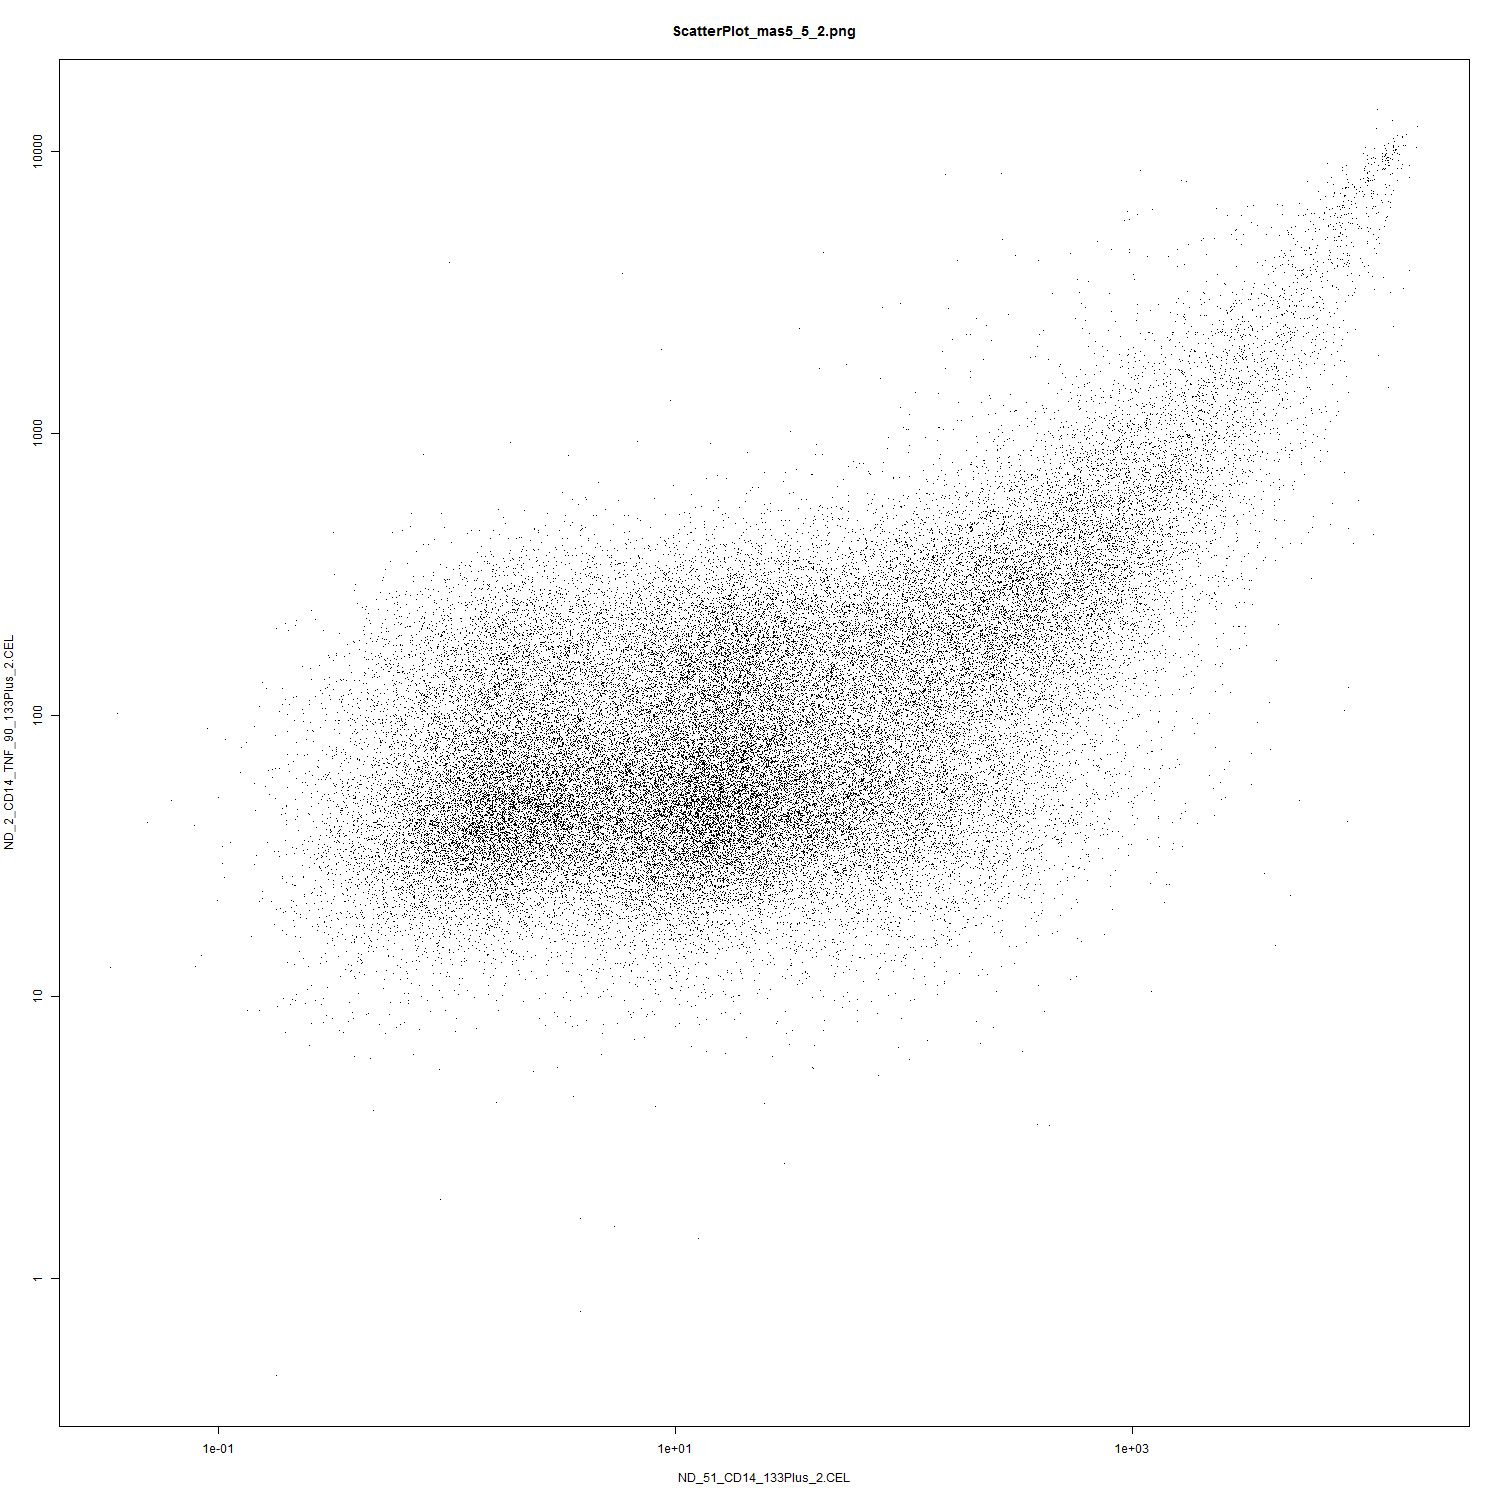 ScatterPlot_mas5_5_2.png
10000
1000
100
10
1
ND_2_CD14_TNF_90_133Plus_2.CEL
1e-01
1e+01
1e+03
ND_51_CD14_133Plus_2.CEL